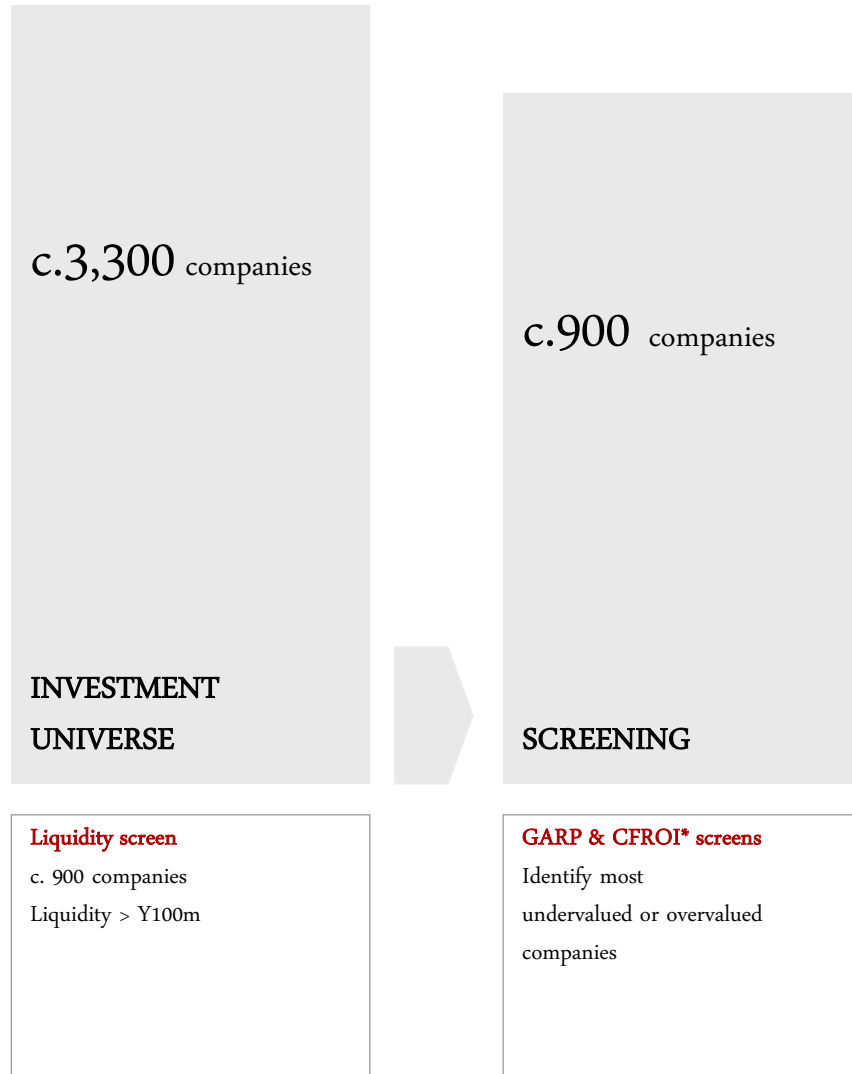 c.3,300 companies
INVESTMENT
UNIVERSE
Liquidity screen
c. 900 companies
Liquidity > Y100m
c.900 companies
SCREENING
GARP & CFROI* screens
Identify most
undervalued or overvalued
companies